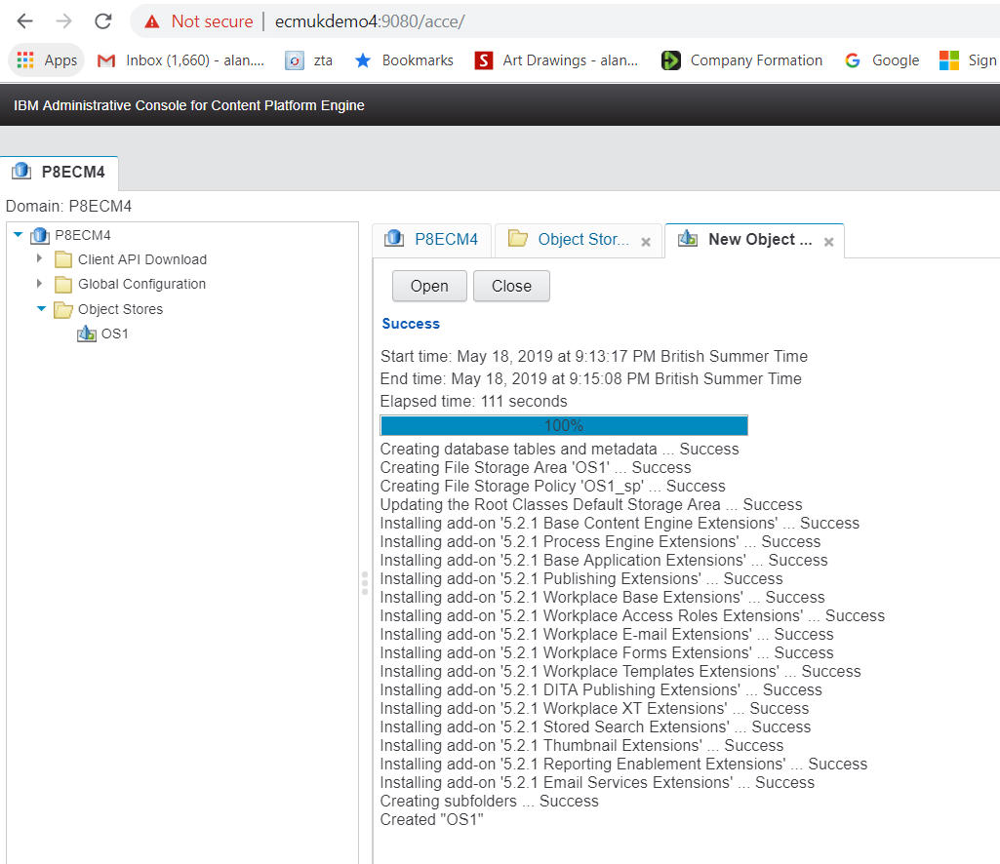 Not secure | ecmukdemo4:9080/acce/
Apps Inbox (1,660) - alan.... zta Bookmarks S Art Drawings - alan... Company Formation Google Sign
IBM Administrative Console for Content Platform Engine
P8ECM4
Domain: P8ECM4
P8ECM4
Client API Download
Global Configuration
Object Stores
OS1
P8ECM4 Object Stor... New Object ...
Open Close
Success
Start time: May 18, 2019 at 9:13:17 PM British Summer Time
End time: May 18, 2019 at 9:15:08 PM British Summer Time
Elapsed time: 111 seconds
100%
Creating database tables and metadata ... Success
Creating File Storage Area 'OS1' ... Success
Creating File Storage Policy 'OS1_sp' ... Success
Updating the Root Classes Default Storage Area ... Success
Installing add-on '5.2.1 Base Content Engine Extensions' ... Success
Installing add-on '5.2.1 Process Engine Extensions' ... Success
Installing add-on '5.2.1 Base Application Extensions' ... Success
Installing add-on '5.2.1 Publishing Extensions' ... Success
Installing add-on '5.2.1 Workplace Base Extensions' ... Success
Installing add-on '5.2.1 Workplace Access Roles Extensions' ... Success
Installing add-on '5.2.1 Workplace E-mail Extensions' ... Success
Installing add-on '5.2.1 Workplace Forms Extensions' ... Success
Installing add-on '5.2.1 Workplace Templates Extensions' ... Success
Installing add-on '5.2.1 DITA Publishing Extensions' ... Success
Installing add-on '5.2.1 Workplace XT Extensions' ... Success
Installing add-on '5.2.1 Stored Search Extensions' ... Success
Installing add-on '5.2.1 Thumbnail Extensions' ... Success
Installing add-on '5.2.1 Reporting Enablement Extensions' ... Success
Installing add-on '5.2.1 Email Services Extensions' ... Success
Creating subfolders ... Success
Created "OS1"